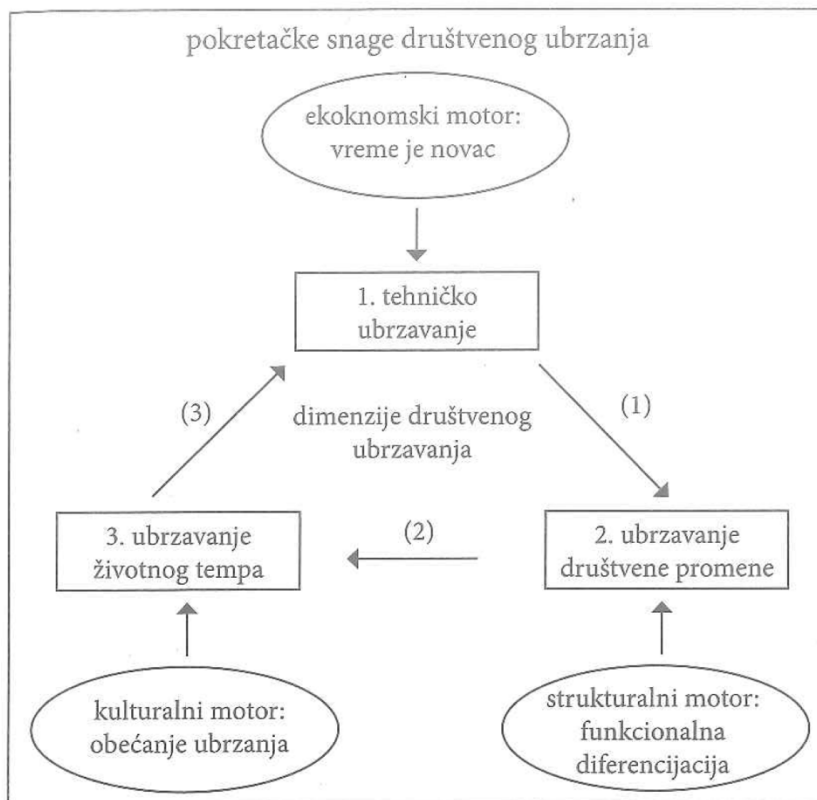 pokretačke snage društvenog ubrzanja
ekoknomski motor:
vreme je novac
1. tehničko
ubrzavanje
(3)
(1)
dimenzije društvenog
ubrzavanja
3. ubrzavanje
životnog tempa
(2)
2. ubrzavanje
društvene promene
kulturalni motor:
obećanje ubrzanja
strukturalni motor:
funkcionalna
diferencijacija